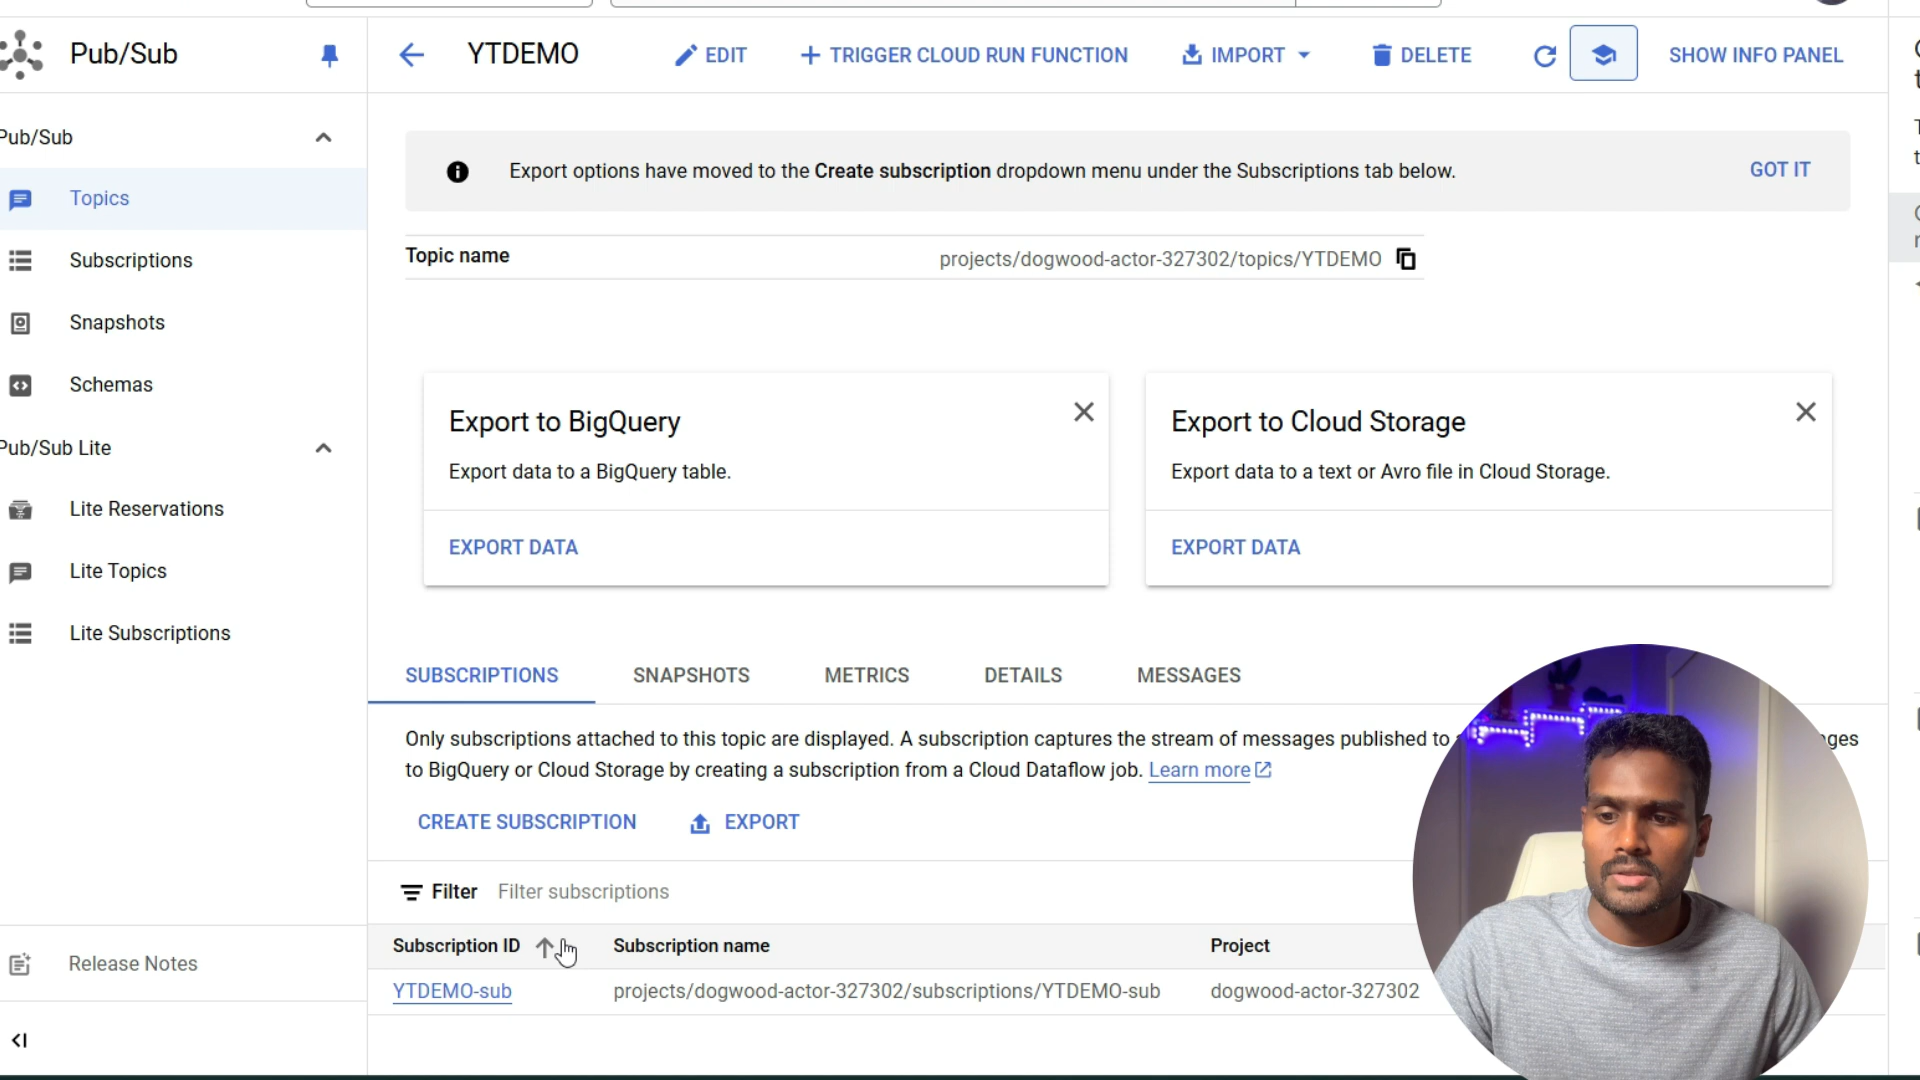 Pub/Sub
YTDEMO
EDIT
TRIGGER CLOUD RUN FUNCTION
IMPORT
DELETE
SHOW INFO PANEL
Pub/Sub
Topics
Subscriptions
Snapshots
Schemas
Pub/Sub Lite
Lite Reservations
Lite Topics
Lite Subscriptions
Release Notes
Export options have moved to the Create subscription dropdown menu under the Subscriptions tab below.
GOT IT
Topic name
projects/dogwood-actor-327302/topics/YTDEMO
Export to BigQuery
Export data to a BigQuery table.
EXPORT DATA
Export to Cloud Storage
Export data to a text or Avro file in Cloud Storage.
EXPORT DATA
SUBSCRIPTIONS
SNAPSHOTS
METRICS
DETAILS
MESSAGES
Only subscriptions attached to this topic are displayed. A subscription captures the stream of messages published to
to BigQuery or Cloud Storage by creating a subscription from a Cloud Dataflow job. Learn more
CREATE SUBSCRIPTION
EXPORT
Filter
Filter subscriptions
Subscription ID
Subscription name
Project
YTDEMO-sub
projects/dogwood-actor-327302/subscriptions/YTDEMO-sub
dogwood-actor-327302